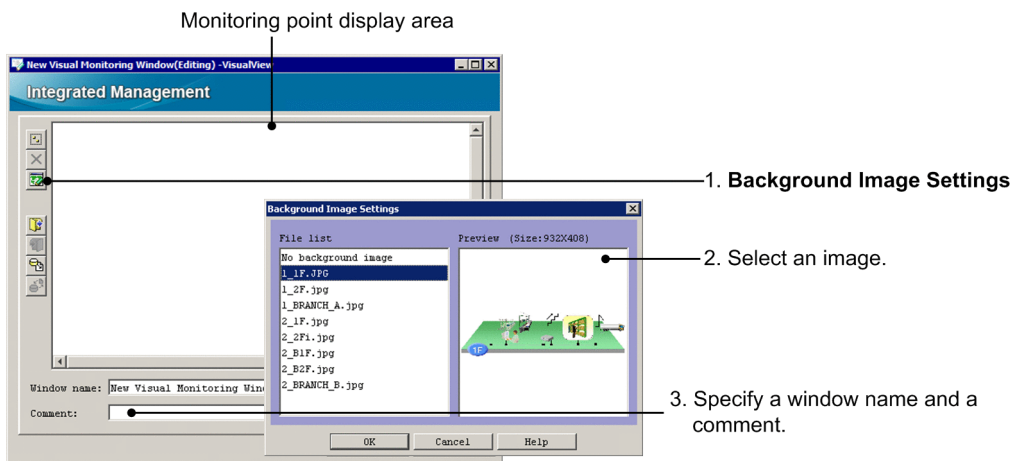 Monitoring point display area
New Visual Monitoring Window(Editing) -VisualView
Integrated Management
1. Background Image Settings
Background Image Settings
File list
Preview (Size:932X408)
No background image
1_1F.JPG
1_2F.jpg
1_BRANCH_A.jpg
2_1F.jpg
2_2Fi.jpg
2_B1F.jpg
2_B2F.jpg
2_BRANCH_B.jpg
1F
2. Select an image.
Window name: New Visual Monitoring Win
Comment:
3. Specify a window name and a
comment.
OK Cancel Help